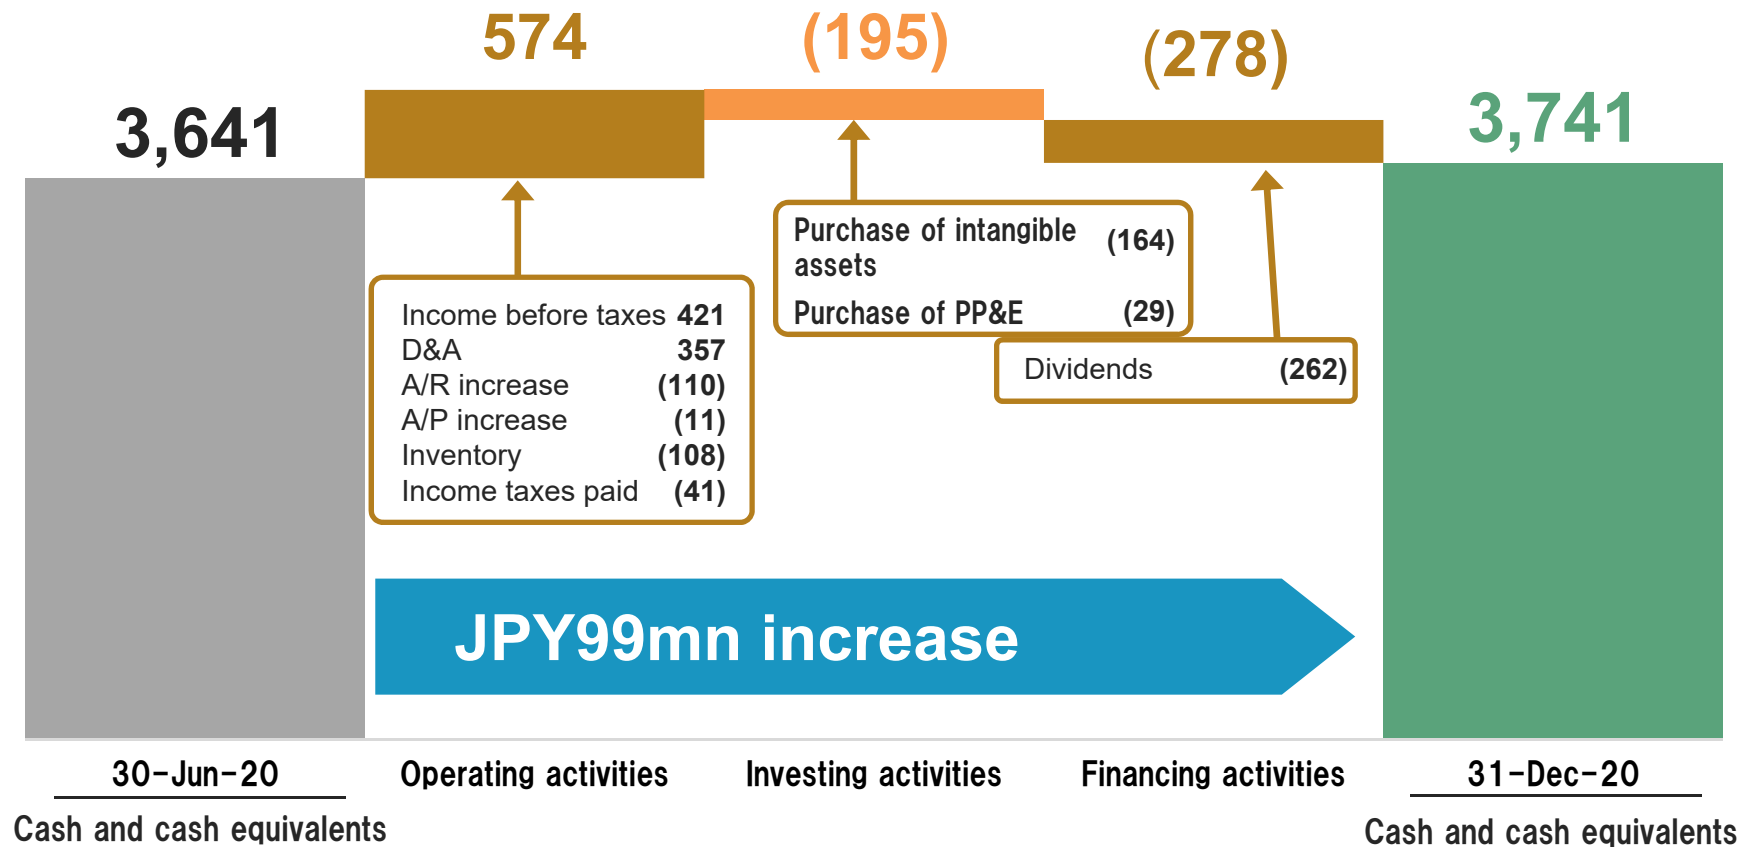 574
(195)
(278)
3,641
3,741
Purchase of intangible (164)
assets
Purchase of PP&E (29)
Income before taxes 421
D&A 357
A/R increase (110)
A/P increase (11)
Inventory (108)
Income taxes paid (41)
Dividends (262)
JPY99mn increase
30-Jun-20
Operating activities
Investing activities
Financing activities
31-Dec-20
Cash and cash equivalents
Cash and cash equivalents